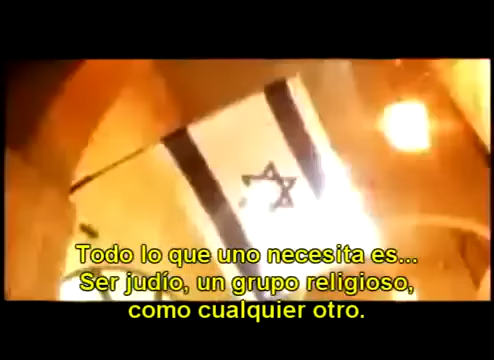 Todo lo que uno necesita es...
Ser judío, un grupo religioso,
como cualquier otro.